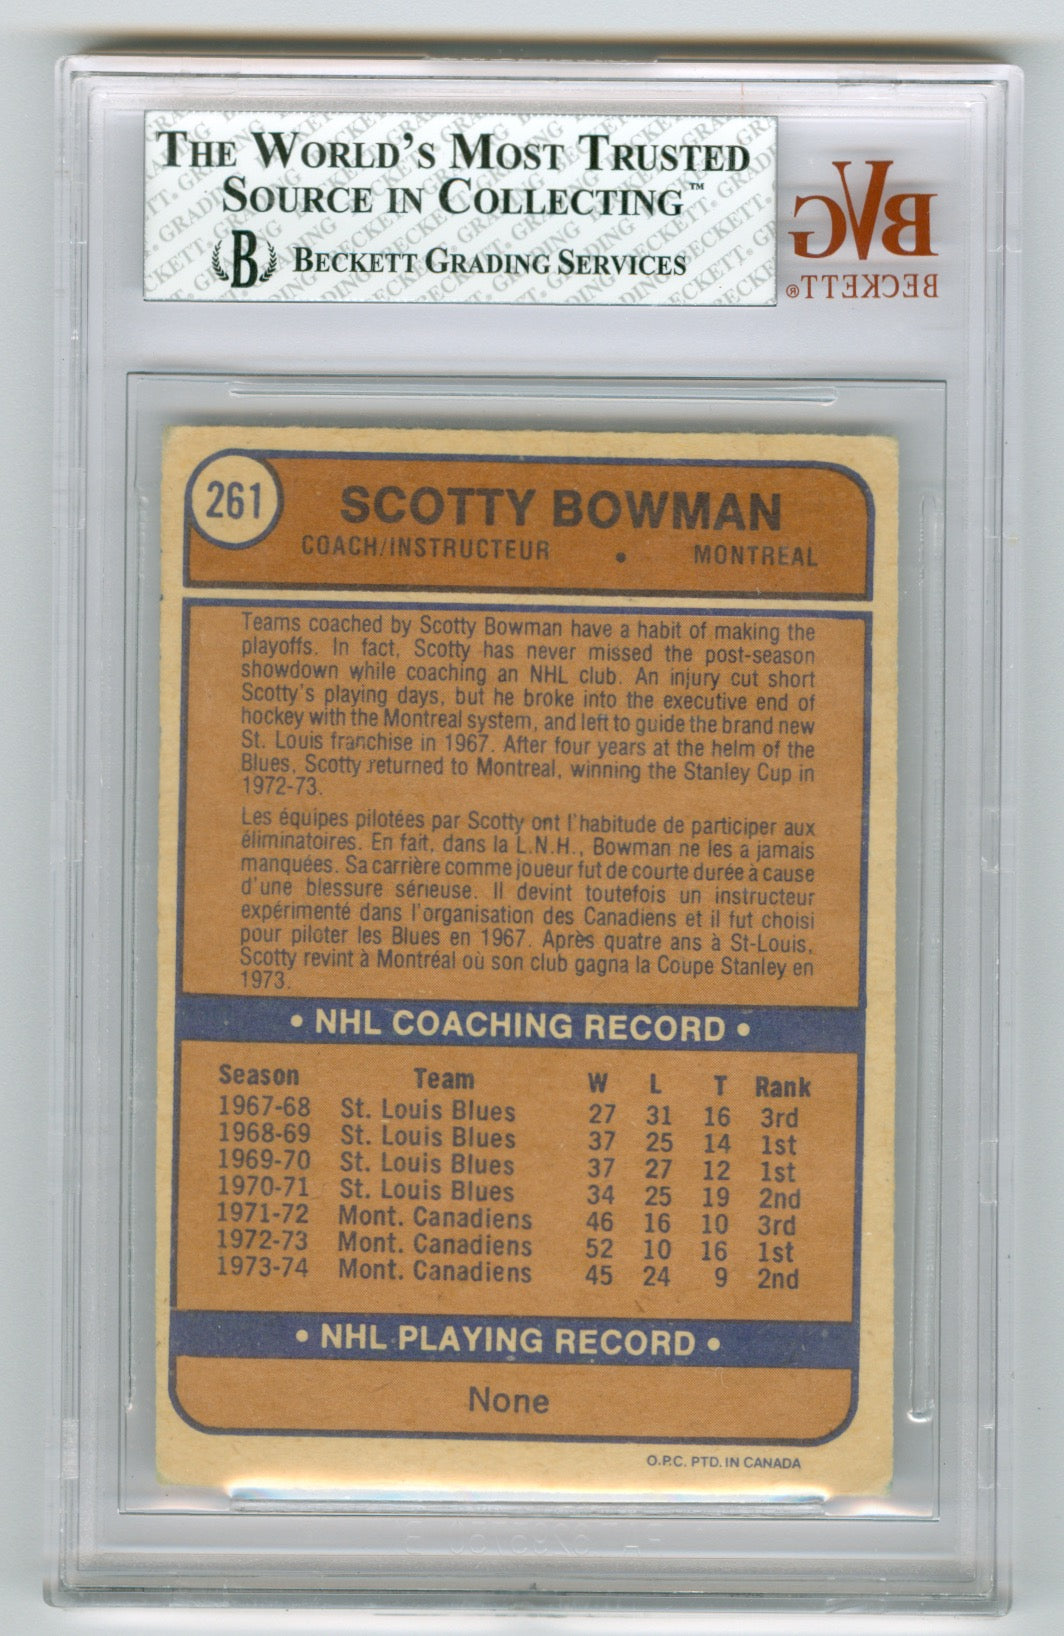 THE WORLD'S MOST TRUSTED
SOURCE IN COLLECTING™
B BECKETT GRADING SERVICES
BVG
BECKETT®
261
SCOTTY BOWMAN
COACH/INSTRUCTEUR • MONTREAL
Teams coached by Scotty Bowman have a habit of making the
playoffs. In fact, Scotty has never missed the post-season
showdown while coaching an NHL club. An injury cut short
Scotty's playing days, but he broke into the executive end of
hockey with the Montreal system, and left to guide the brand new
St. Louis franchise in 1967. After four years at the helm of the
Blues, Scotty returned to Montreal, winning the Stanley Cup in
1972-73.
Les équipes pilotées par Scotty ont l'habitude de participer aux
éliminatoires. En fait, dans la L.N.H., Bowman ne les a jamais
manquées. Sa carrière comme joueur fut de courte durée à cause
d'une blessure sérieuse. Il devint toutefois un instructeur
expérimenté dans l'organisation des Canadiens et il fut choisi
pour piloter les Blues en 1967. Après quatre ans à St-Louis,
Scotty revint à Montréal où son club gagna la Coupe Stanley en
1973.
• NHL COACHING RECORD •
Season Team W L T Rank
1967-68 St. Louis Blues 27 31 16 3rd
1968-69 St. Louis Blues 37 25 14 1st
1969-70 St. Louis Blues 37 27 12 1st
1970-71 St. Louis Blues 34 25 19 2nd
1971-72 Mont. Canadiens 46 16 10 3rd
1972-73 Mont. Canadiens 52 10 16 1st
1973-74 Mont. Canadiens 45 24 9 2nd
• NHL PLAYING RECORD •
None
O.P.C. PTD. IN CANADA